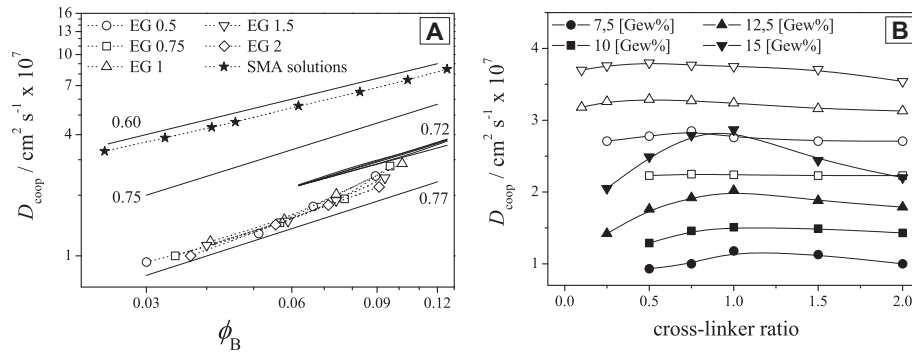 A
EG 0.5
EG 1.5
EG 0.75
EG 2
EG 1
SMA solutions
16
13
10
7
4
1
D_coop / cm² s⁻¹ x 10⁷
0.60
0.72
0.75
0.77
0.03 0.06 0.09 0.12
ϕ_B
B
7,5 [Gew%] 12,5 [Gew%]
10 [Gew%] 15 [Gew%]
4
3
2
1
D_coop / cm² s⁻¹ x 10⁷
0.0 0.5 1.0 1.5 2.0
cross-linker ratio